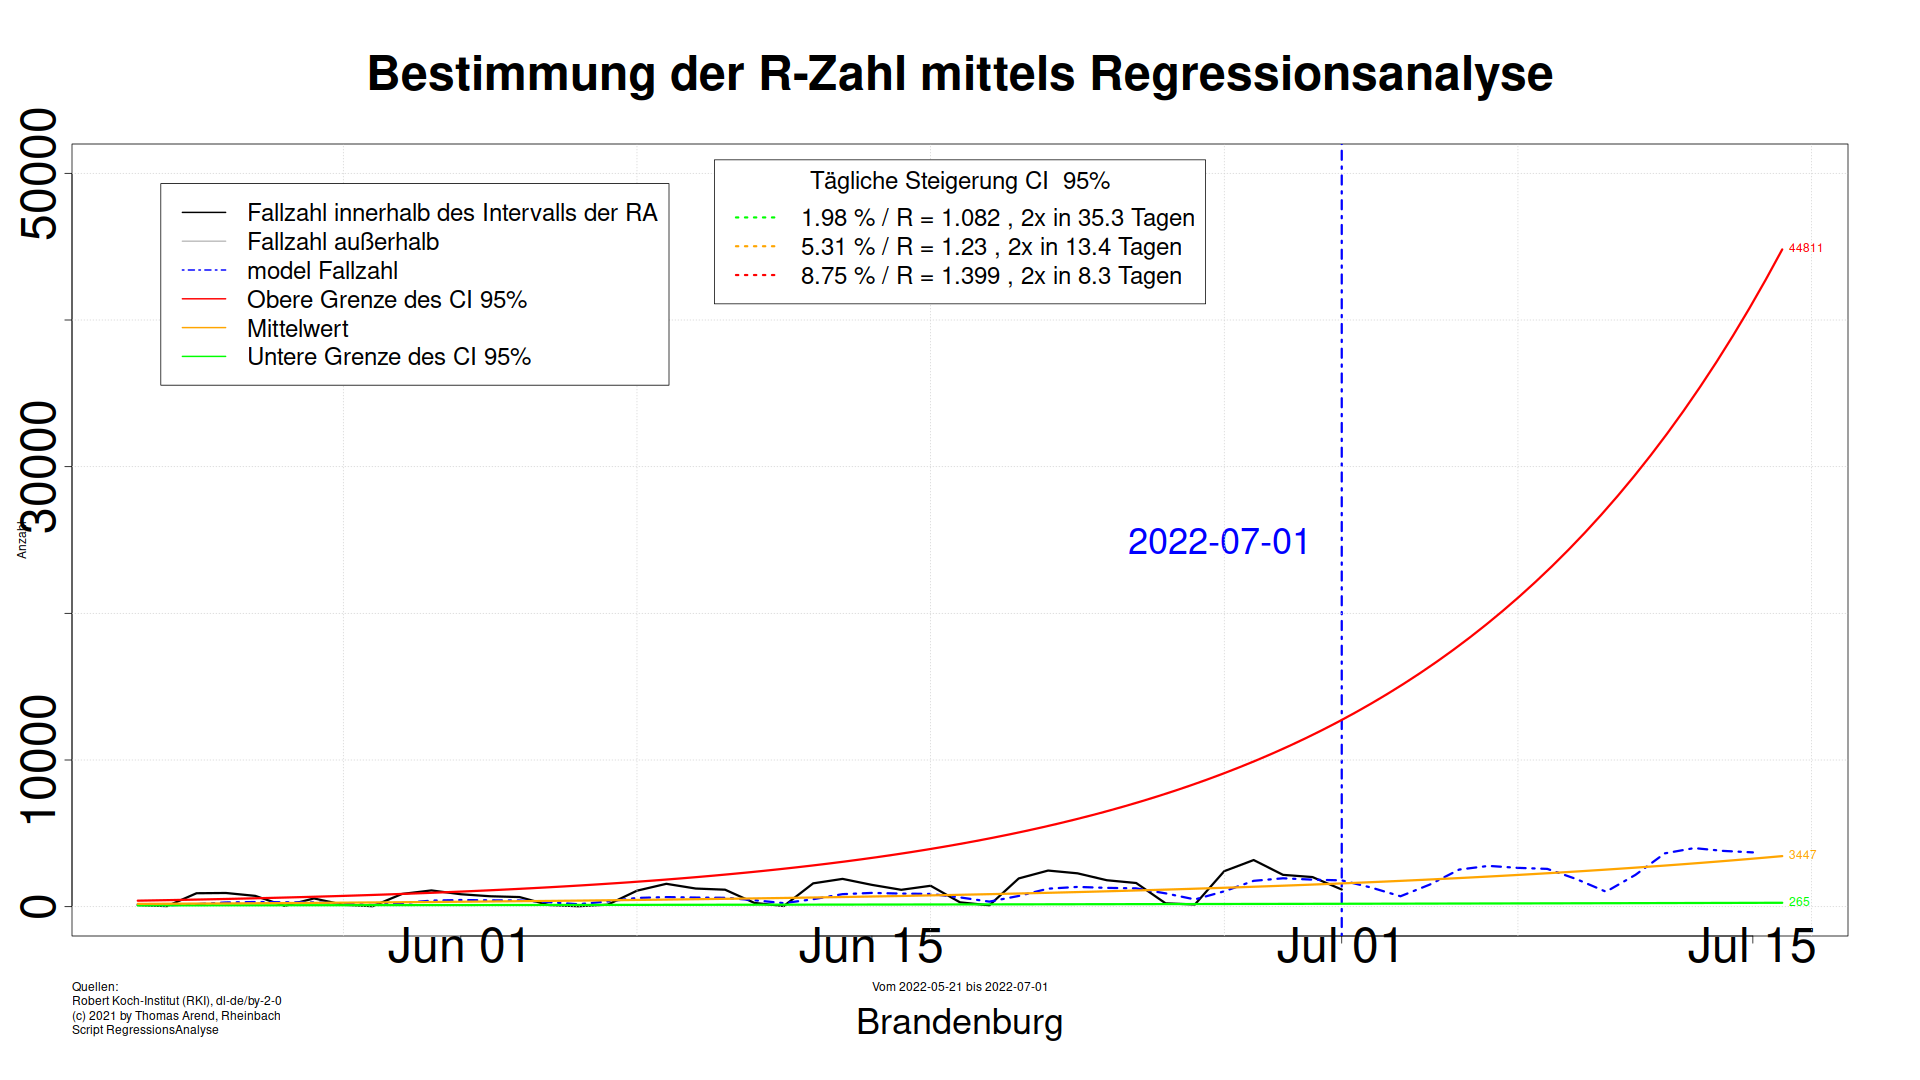 Bestimmung der R-Zahl mittels Regressionsanalyse
50000
30000
10000
0
Anzahl
Fallzahl innerhalb des Intervalls der RA
Fallzahl außerhalb
model Fallzahl
Obere Grenze des CI 95%
Mittelwert
Untere Grenze des CI 95%
Tägliche Steigerung CI 95%
1.98 % / R = 1.082 , 2x in 35.3 Tagen
5.31 % / R = 1.23 , 2x in 13.4 Tagen
8.75 % / R = 1.399 , 2x in 8.3 Tagen
44811
2022-07-01
3447
265
Jun 01
Jun 15
Jul 01
Jul 15
Quellen:
Robert Koch-Institut (RKI), dl-de/by-2-0
(c) 2021 by Thomas Arend, Rheinbach
Script RegressionsAnalyse
Vom 2022-05-21 bis 2022-07-01
Brandenburg